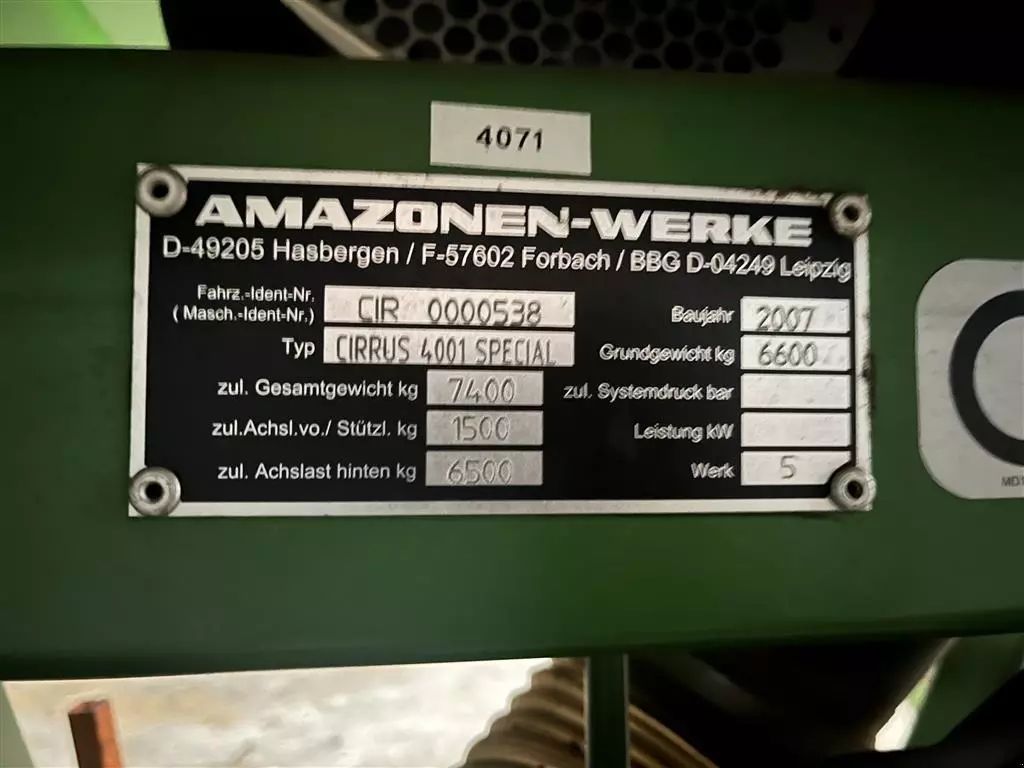 4071
AMAZONEN-WERKE
D-49205 Hasbergen / F-57602 Forbach / BBG D-04249 Leipzig
Fahrz.-Ident-Nr.
(Masch.-Ident-Nr.) CIR 0000538
Typ CIRRUS 4001 SPECIAL
zul. Gesamtgewicht kg 7400
zul.Achsl.vo./ Stützl. kg 1500
zul. Achslast hinten kg 6500
Baujahr 2007
Grundgewicht kg 6600
zul. Systemdruck bar
Leistung kW
Werk 5